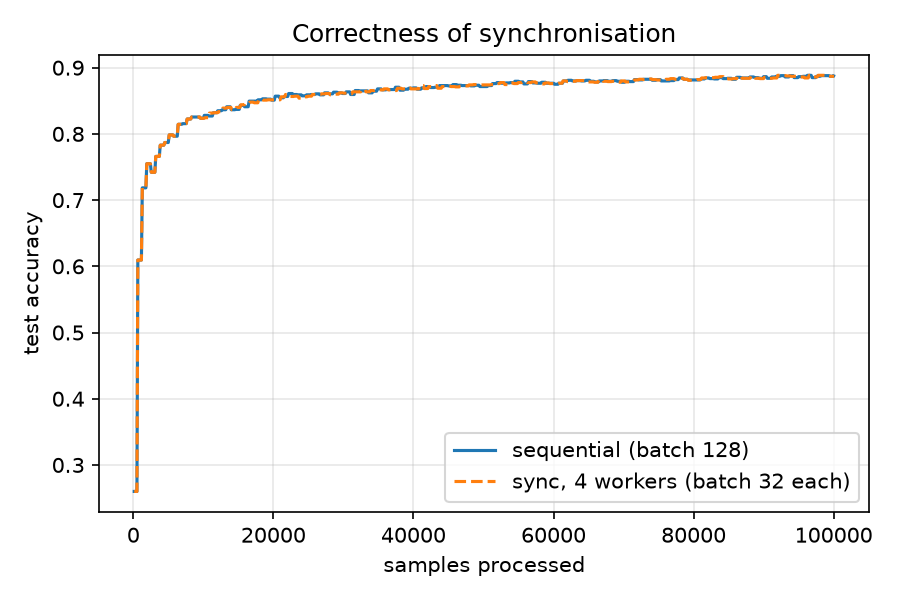 Correctness of synchronisation
test accuracy
0.9
0.8
0.7
0.6
0.5
0.4
0.3
sequential (batch 128)
sync, 4 workers (batch 32 each)
0 20000 40000 60000 80000 100000
samples processed